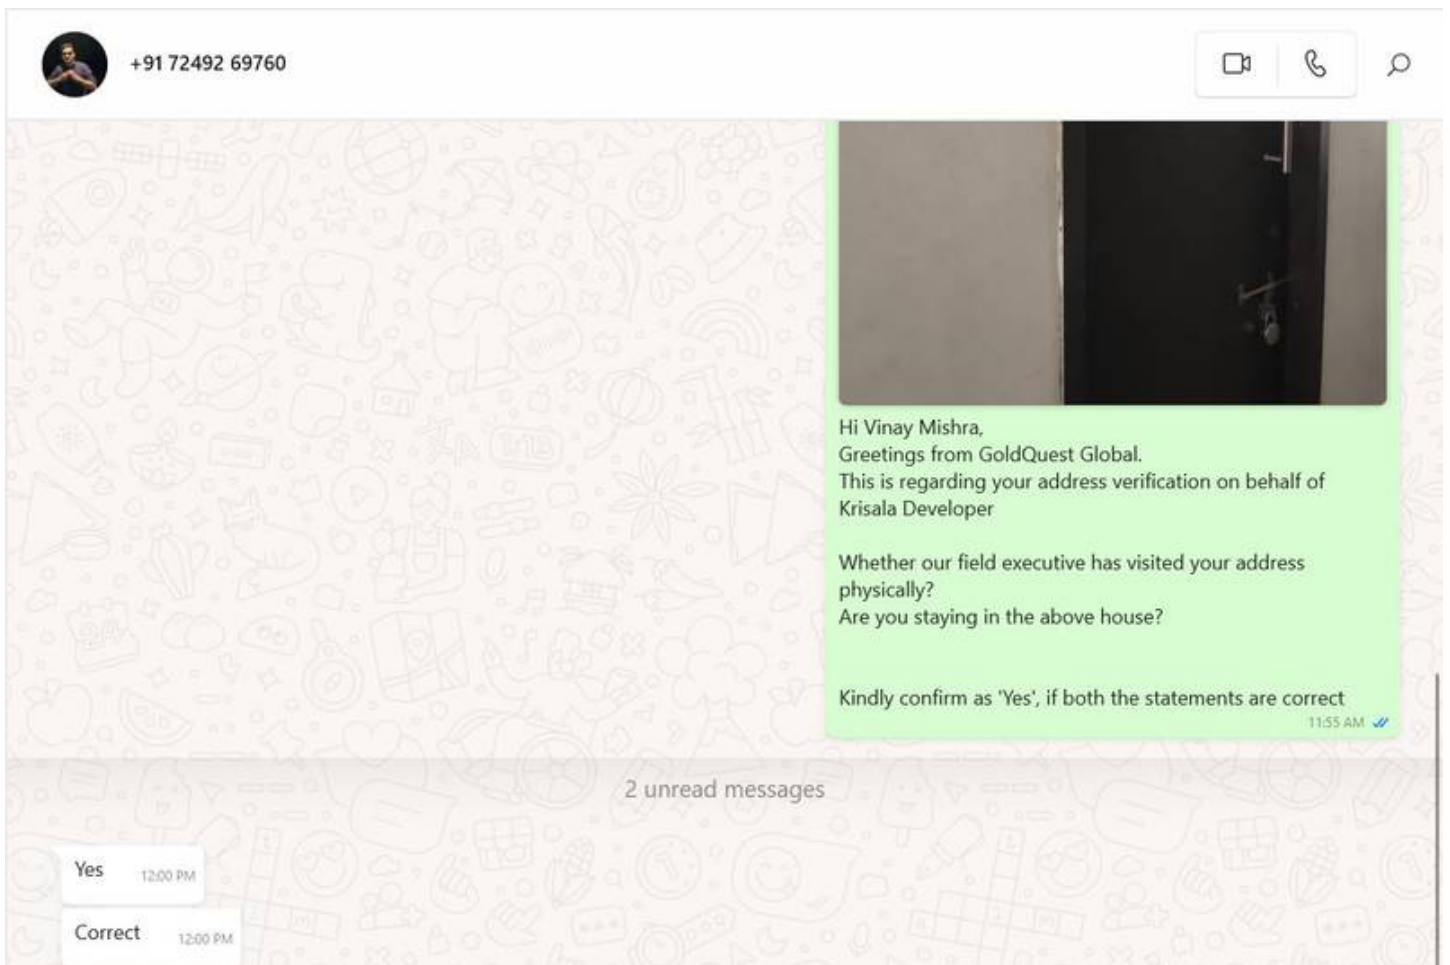 +91 72492 69760
Hi Vinay Mishra,
Greetings from GoldQuest Global.
This is regarding your address verification on behalf of
Krisala Developer
Whether our field executive has visited your address
physically?
Are you staying in the above house?
Kindly confirm as 'Yes', if both the statements are correct
11:55 AM
2 unread messages
Yes 12:00 PM
Correct 12:00 PM